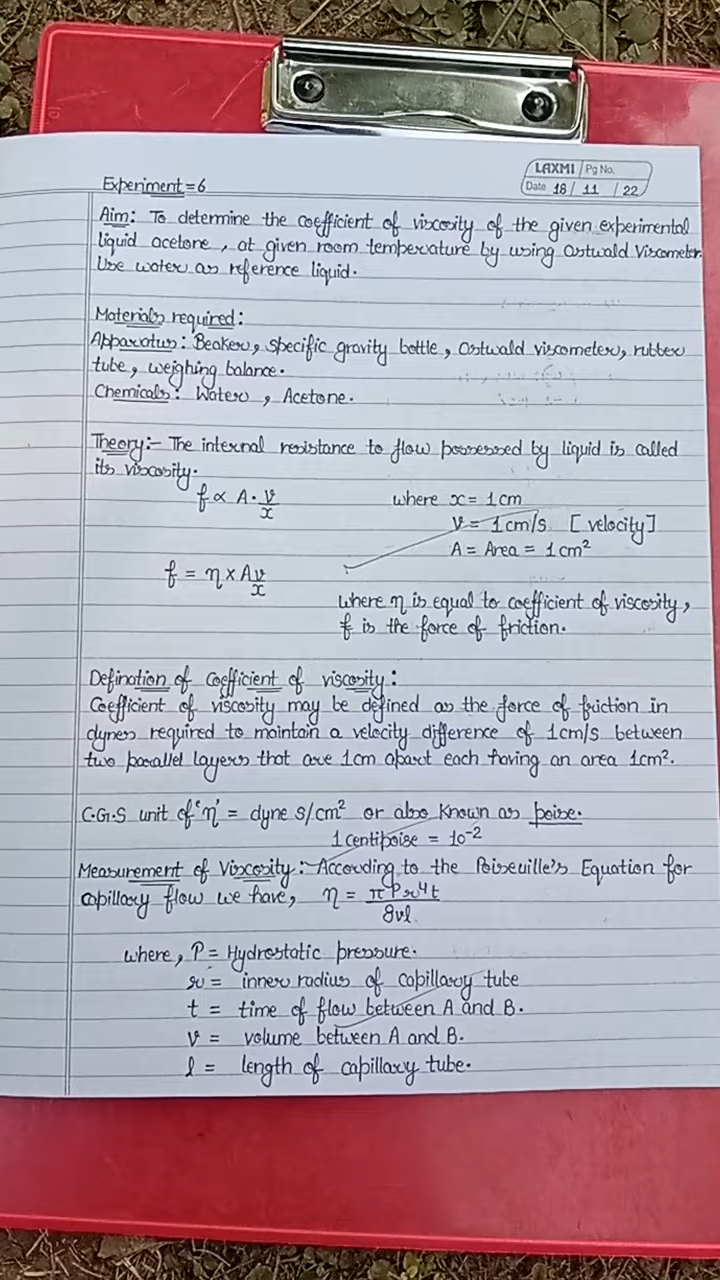 LAXMI Pg No.
Date 18 / 11 / 22
Experiment=6
Aim: To determine the coefficient of viscosity of the given experimental
liquid acetone, at given room temperature by using Ostwald Viscometer.
Use water as reference liquid.
Materials required:
Apparatus: Beaker, specific gravity bottle, Ostwald viscometer, rubber
tube, weighing balance.
Chemicals: Water, Acetone.
Theory:- The internal resistance to flow possessed by liquid is called
its viscosity.
f ∝ A. v/x where x = 1cm
v = 1cm/s [velocity]
A = Area = 1cm²
f = η x Av/x
where η is equal to coefficient of viscosity,
f is the force of friction.
Defination of Coefficient of viscosity:
Coefficient of viscosity may be defined as the force of friction in
dynes required to maintain a velocity difference of 1cm/s between
two parallel layers that are 1cm apart each having an area 1cm².
C.G.S unit of 'η' = dyne s/cm² or also known as poise.
1 centipoise = 10⁻²
Measurement of Viscosity: According to the Poiseuille's Equation for
capillary flow we have, η = πPr⁴t/8vl
where, P = Hydrostatic pressure.
r = inner radius of capillary tube
t = time of flow between A and B.
v = volume between A and B.
l = length of capillary tube.